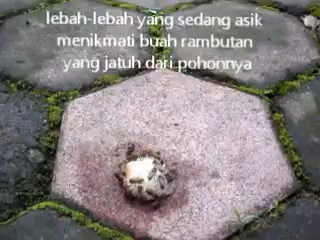 lebah-lebah yang sedang asik
menikmati buah rambutan
yang jatuh dari pohonnya